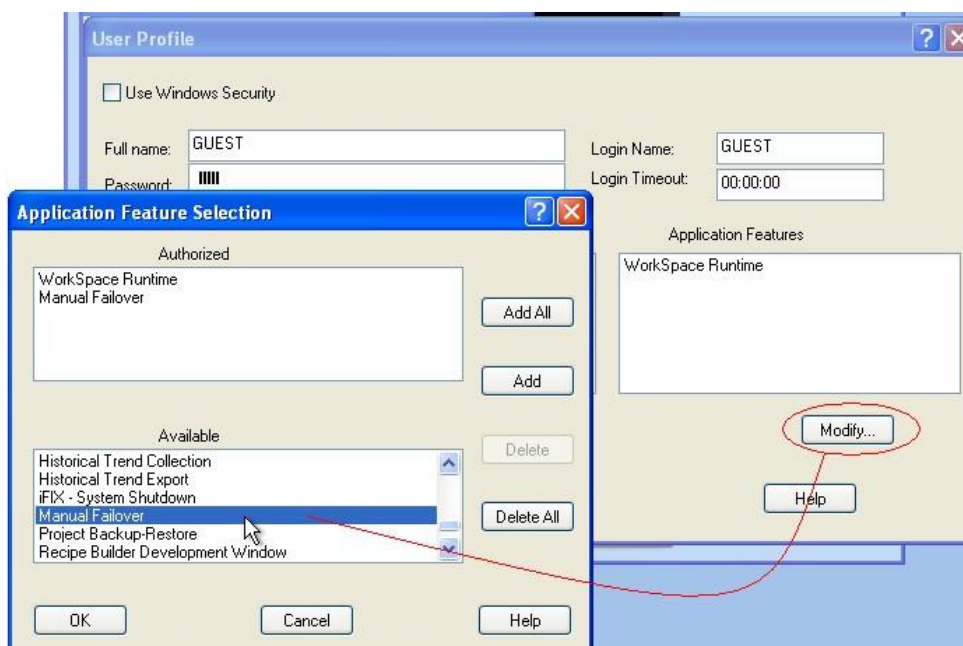 User Profile
Use Windows Security
Full name: GUEST
Login Name: GUEST
Password:
Login Timeout: 00:00:00
Application Feature Selection
Authorized
WorkSpace Runtime
Manual Failover
Add All
Add
Available
Historical Trend Collection
Historical Trend Export
iFIX - System Shutdown
Manual Failover
Project Backup-Restore
Recipe Builder Development Window
Delete
Delete All
OK
Cancel
Help
Application Features
WorkSpace Runtime
Modify...
Help